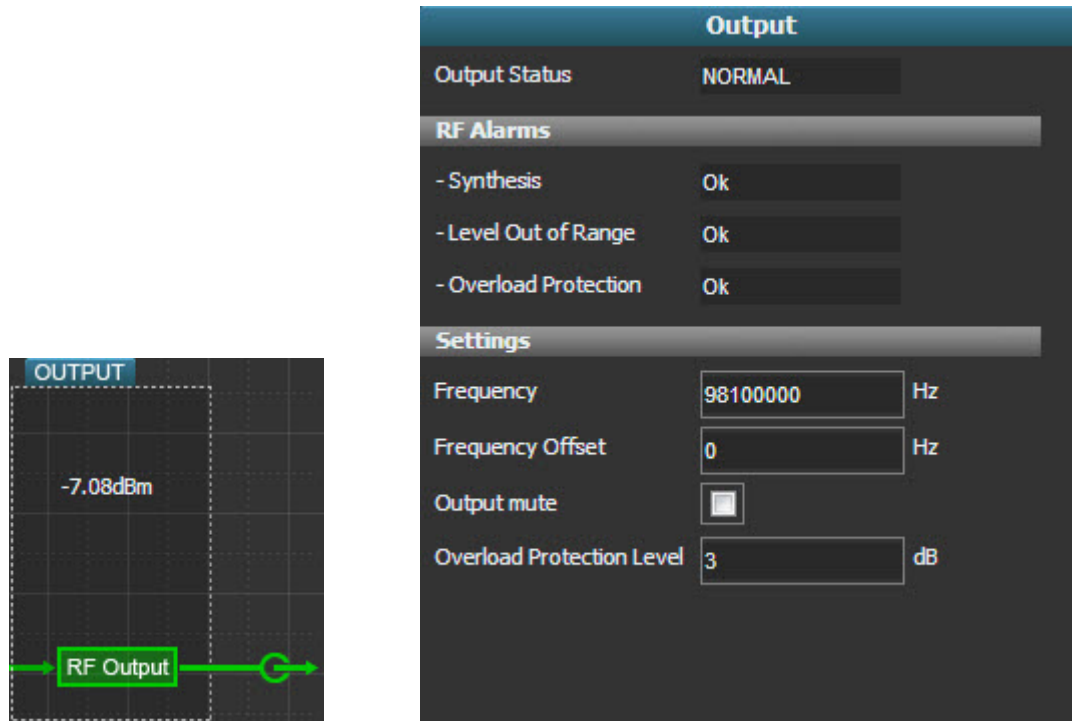 OUTPUT
-7.08dBm
RF Output
Output
Output Status NORMAL
RF Alarms
- Synthesis Ok
- Level Out of Range Ok
- Overload Protection Ok
Settings
Frequency 98100000 Hz
Frequency Offset 0 Hz
Output mute
Overload Protection Level 3 dB